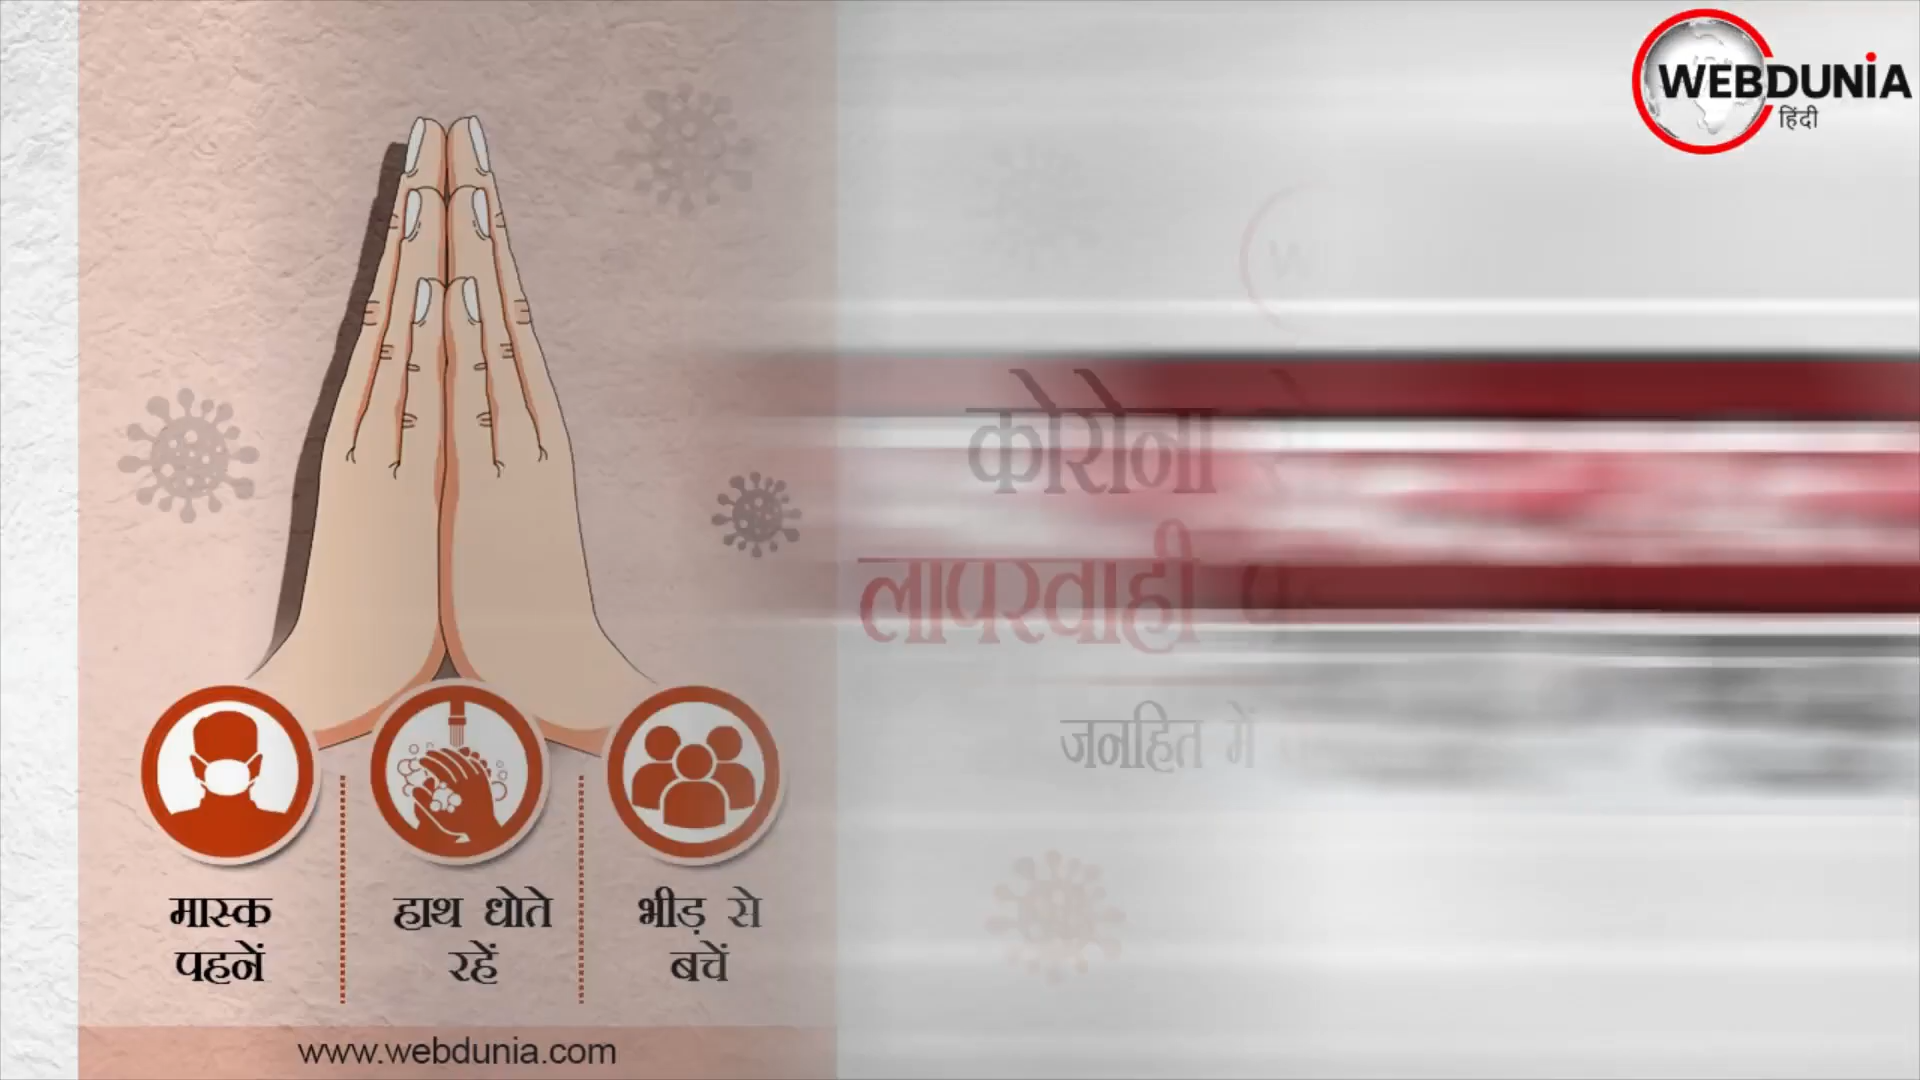 WEBDUNIA
हिंदी
कोरोना
लापरवाही
जनहित में
मास्क
पहनें
हाथ धोते
रहें
भीड़ से
बचें
www.webdunia.com